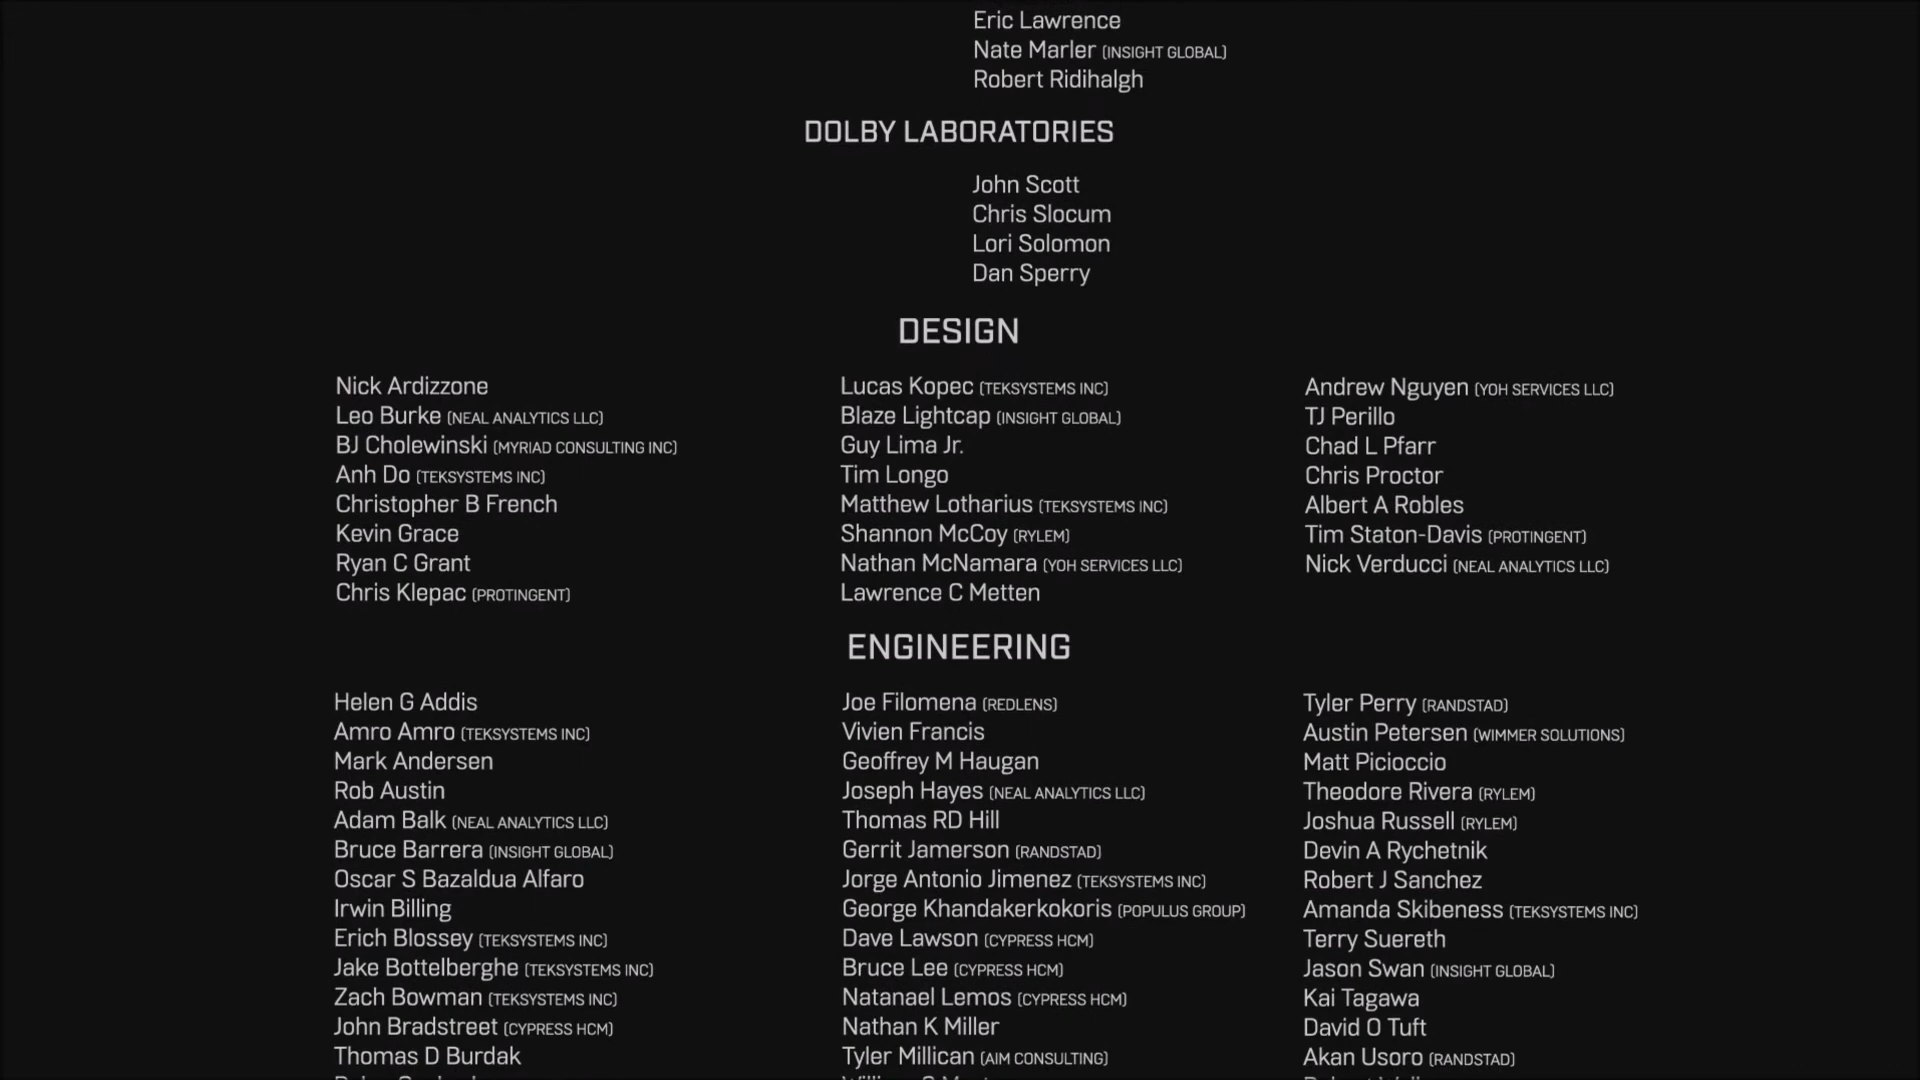 Eric Lawrence
Nate Marler (INSIGHT GLOBAL)
Robert Ridihalgh
DOLBY LABORATORIES
John Scott
Chris Slocum
Lori Solomon
Dan Sperry
DESIGN
Nick Ardizzone
Leo Burke (NEAL ANALYTICS LLC)
BJ Cholewinski (MYRIAD CONSULTING INC)
Anh Do (TEKSYSTEMS INC)
Christopher B French
Kevin Grace
Ryan C Grant
Chris Klepac (PROTINGENT)
Lucas Kopec (TEKSYSTEMS INC)
Blaze Lightcap (INSIGHT GLOBAL)
Guy Lima Jr.
Tim Longo
Matthew Lotharius (TEKSYSTEMS INC)
Shannon McCoy (RYLEM)
Nathan McNamara (YOH SERVICES LLC)
Lawrence C Metten
Andrew Nguyen (YOH SERVICES LLC)
TJ Perillo
Chad L Pfarr
Chris Proctor
Albert A Robles
Tim Staton-Davis (PROTINGENT)
Nick Verducci (NEAL ANALYTICS LLC)
ENGINEERING
Helen G Addis
Amro Amro (TEKSYSTEMS INC)
Mark Andersen
Rob Austin
Adam Balk (NEAL ANALYTICS LLC)
Bruce Barrera (INSIGHT GLOBAL)
Oscar S Bazaldua Alfaro
Irwin Billing
Erich Blossey (TEKSYSTEMS INC)
Jake Bottelberghe (TEKSYSTEMS INC)
Zach Bowman (TEKSYSTEMS INC)
John Bradstreet (CYPRESS HCM)
Thomas D Burdak
Joe Filomena (REDLENS)
Vivien Francis
Geoffrey M Haugan
Joseph Hayes (NEAL ANALYTICS LLC)
Thomas RD Hill
Gerrit Jamerson (RANDSTAD)
Jorge Antonio Jimenez (TEKSYSTEMS INC)
George Khandakerkokoris (POPULUS GROUP)
Dave Lawson (CYPRESS HCM)
Bruce Lee (CYPRESS HCM)
Natanael Lemos (CYPRESS HCM)
Nathan K Miller
Tyler Millican (AIM CONSULTING)
Tyler Perry (RANDSTAD)
Austin Petersen (WIMMER SOLUTIONS)
Matt Picioccio
Theodore Rivera (RYLEM)
Joshua Russell (RYLEM)
Devin A Rychetnik
Robert J Sanchez
Amanda Skibeness (TEKSYSTEMS INC)
Terry Suereth
Jason Swan (INSIGHT GLOBAL)
Kai Tagawa
David O Tuft
Akan Usoro (RANDSTAD)